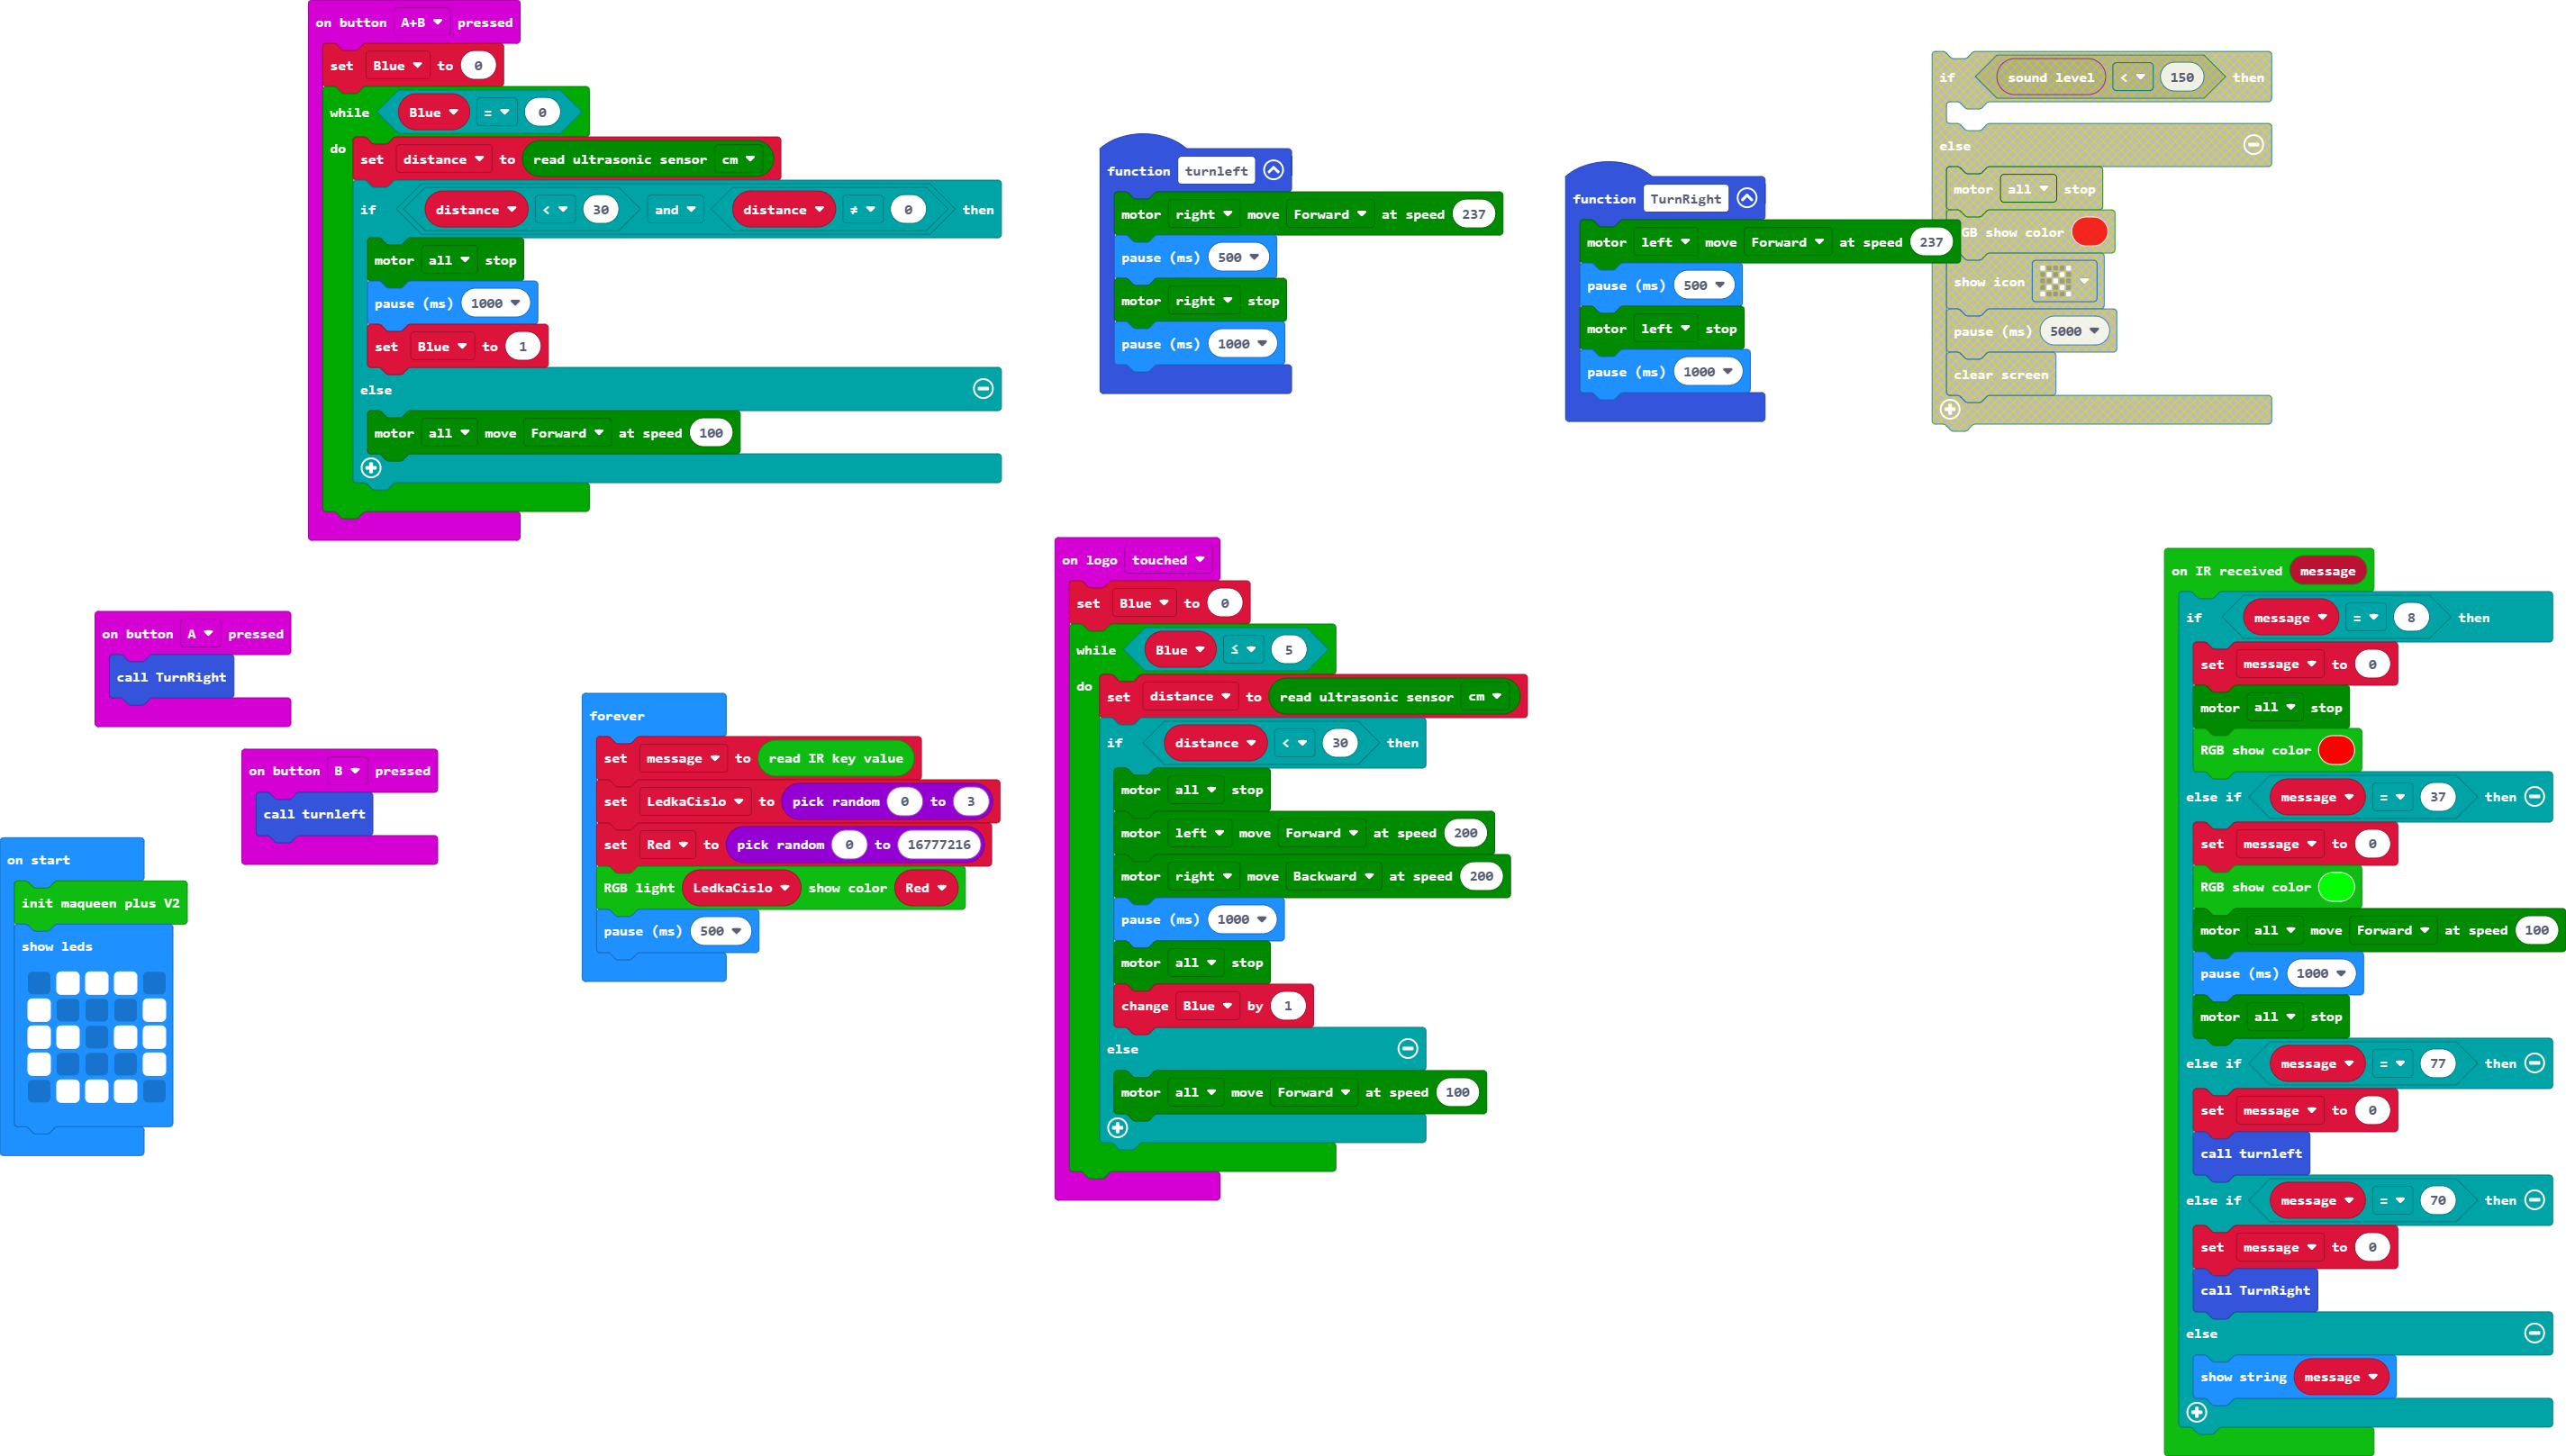 on button A+B pressed
set Blue to 0
while Blue = 0
do
set distance to read ultrasonic sensor cm
if distance < 30 and distance ≠ 0 then
motor all stop
pause (ms) 1000
set Blue to 1
else
motor all move Forward at speed 100
function turnleft
motor right move Forward at speed 237
pause (ms) 500
motor right stop
pause (ms) 1000
function TurnRight
motor left move Forward at speed 237
pause (ms) 500
motor left stop
pause (ms) 1000
if sound level < 150 then
else
motor all stop
GB show color
show icon
pause (ms) 5000
clear screen
on button A pressed
call TurnRight
on button B pressed
call turnleft
on start
init maqueen plus V2
show leds
forever
set message to read IR key value
set LedkaCislo to pick random 0 to 3
set Red to pick random 0 to 16777216
RGB light LedkaCislo show color Red
pause (ms) 500
on logo touched
set Blue to 0
while Blue ≤ 5
do
set distance to read ultrasonic sensor cm
if distance < 30 then
motor all stop
motor left move Forward at speed 200
motor right move Backward at speed 200
pause (ms) 1000
motor all stop
change Blue by 1
else
motor all move Forward at speed 100
on IR received message
if message = 8 then
set message to 0
motor all stop
RGB show color
else if message = 37 then
set message to 0
RGB show color
motor all move Forward at speed 100
pause (ms) 1000
motor all stop
else if message = 77 then
set message to 0
call turnleft
else if message = 70 then
set message to 0
call TurnRight
else
show string message